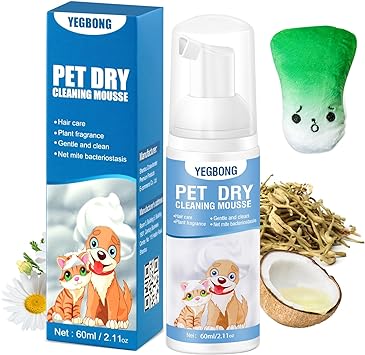 YEGBONG
PET DRY
CLEANING MOUSSE
• Hair care
• Plant fragrance
• Gentle and clean
• Net mite bacteriostasis
Net : 60ml / 2.11oz
Manufacturer:
YEGBONG
PET DRY
CLEANING MOUSSE
• Hair care
• Gentle and clean
• Plant fragrance
• Net mite bacteriostasis
Net : 60ml/2.11oz